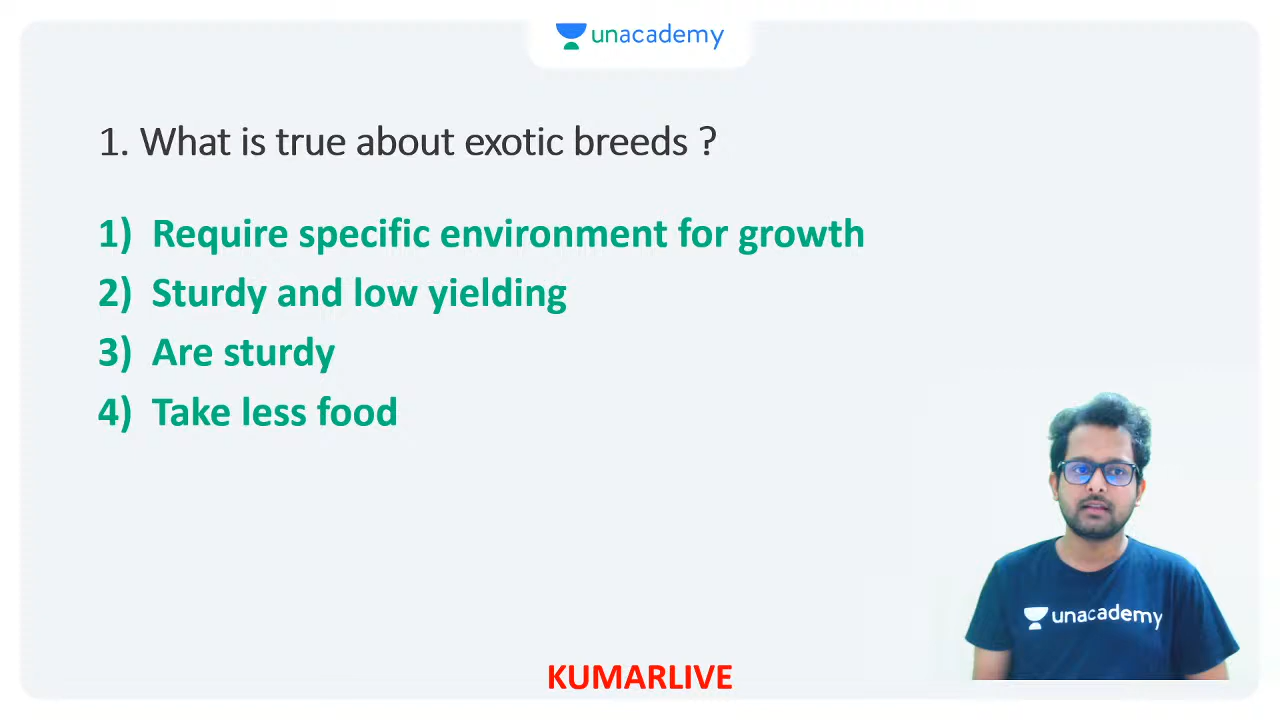 unacademy
1. What is true about exotic breeds ?
1) Require specific environment for growth
2) Sturdy and low yielding
3) Are sturdy
4) Take less food
unacademy
KUMARLIVE